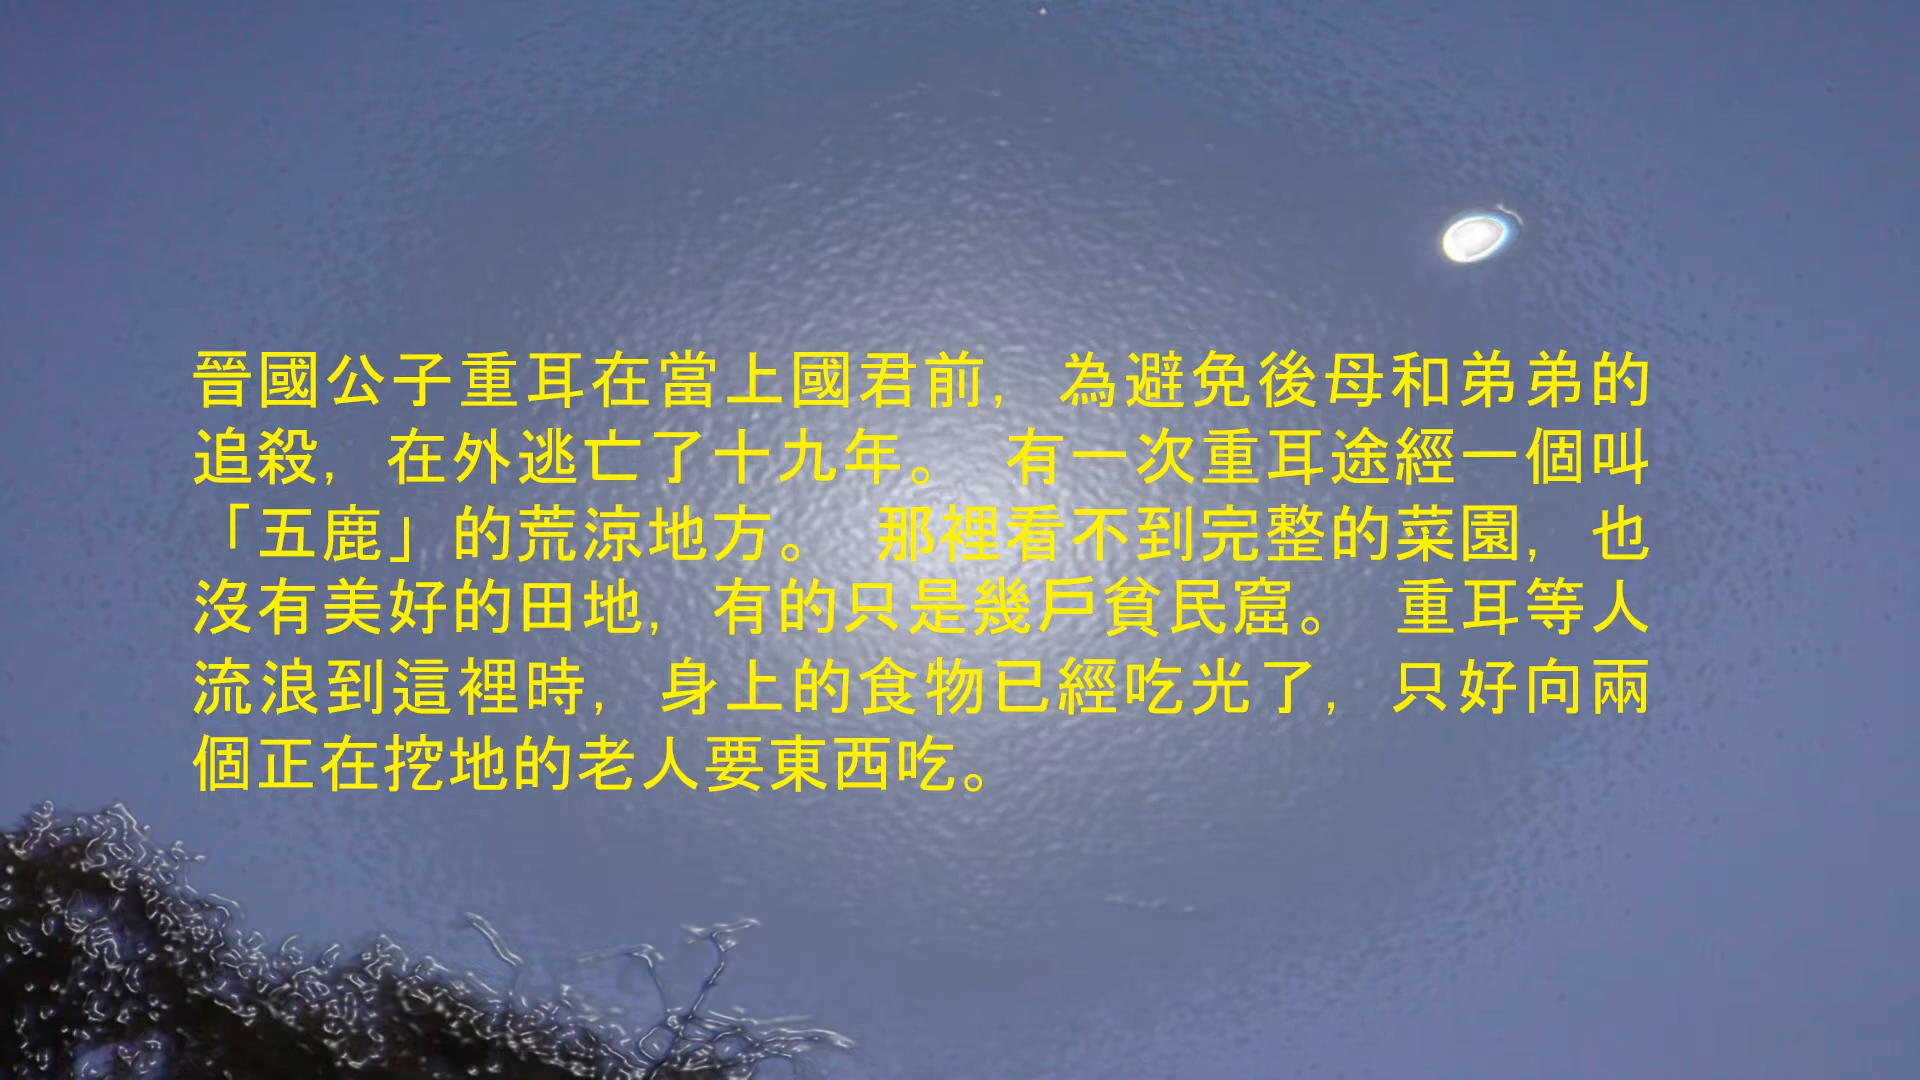 晉國公子重耳在當上國君前，為避免後母和弟弟的
追殺，在外逃亡了十九年。 有一次重耳途經一個叫
「五鹿」的荒涼地方。 那裡看不到完整的菜園，也
沒有美好的田地，有的只是幾戶貧民窟。 重耳等人
流浪到這裡時，身上的食物已經吃光了，只好向兩
個正在挖地的老人要東西吃。